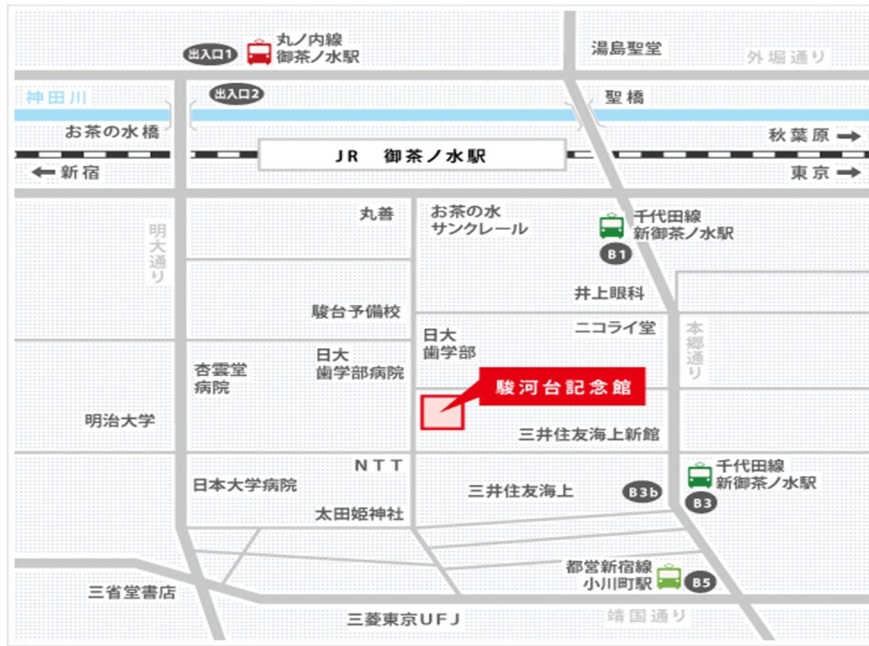 出入口1
丸ノ内線
御茶ノ水駅
湯島聖堂
外堀通り
神田川
出入口2
聖橋
お茶の水橋
秋葉原 →
JR 御茶ノ水駅
← 新宿
東京 →
明大通り
丸善
お茶の水
サンクレール
千代田線
新御茶ノ水駅
B1
井上眼科
駿台予備校
ニコライ堂
本郷通り
日大
歯学部
日大
歯学部病院
杏雲堂
病院
駿河台記念館
明治大学
三井住友海上新館
NTT
千代田線
新御茶ノ水駅
日本大学病院
三井住友海上
B3b
B3
太田姫神社
都営新宿線
小川町駅
B5
三省堂書店
三菱東京UFJ
靖国通り